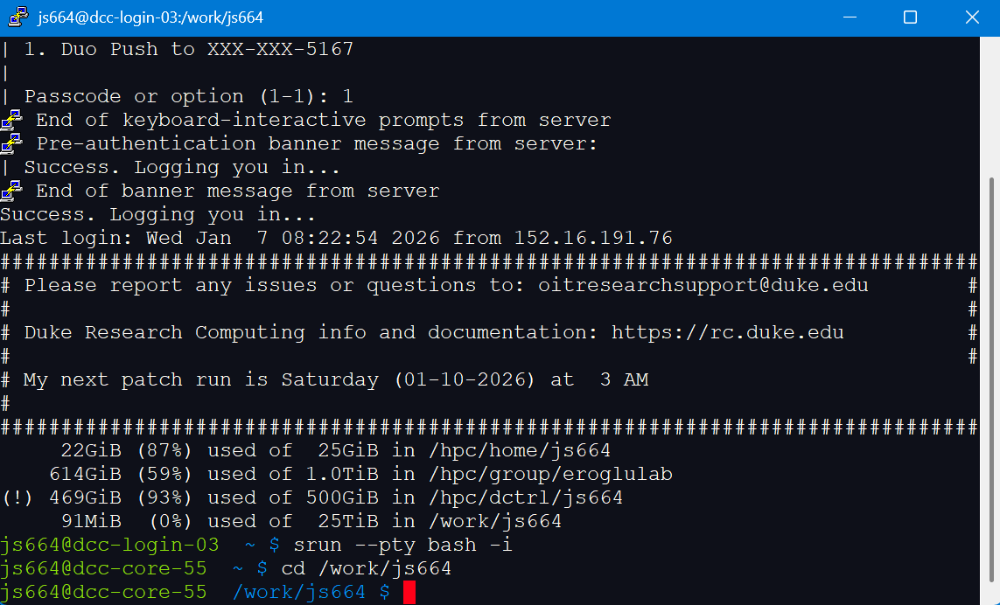 js664@dcc-login-03:/work/js664
| 1. Duo Push to XXX-XXX-5167
|
| Passcode or option (1-1): 1
End of keyboard-interactive prompts from server
Pre-authentication banner message from server:
| Success. Logging you in...
End of banner message from server
Success. Logging you in...
Last login: Wed Jan  7 08:22:54 2026 from 152.16.191.76
################################################################################
# Please report any issues or questions to: oitresearchsupport@duke.edu        #
#                                                                              #
# Duke Research Computing info and documentation: https://rc.duke.edu          #
#                                                                              #
# My next patch run is Saturday (01-10-2026) at  3 AM
#
################################################################################
     22GiB (87%) used of  25GiB in /hpc/home/js664
    614GiB (59%) used of 1.0TiB in /hpc/group/eroglulab
(!) 469GiB (93%) used of 500GiB in /hpc/dctrl/js664
     91MiB  (0%) used of  25TiB in /work/js664
js664@dcc-login-03  ~ $ srun --pty bash -i
js664@dcc-core-55  ~ $ cd /work/js664
js664@dcc-core-55  /work/js664 $